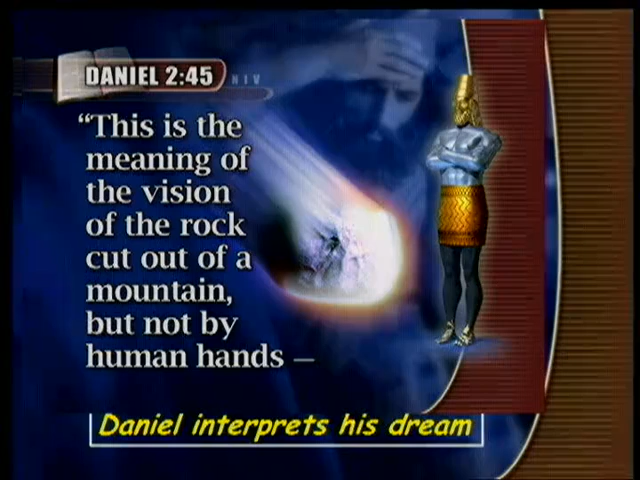 DANIEL 2:45 NIV
“This is the
meaning of
the vision
of the rock
cut out of a
mountain,
but not by
human hands —
Daniel interprets his dream